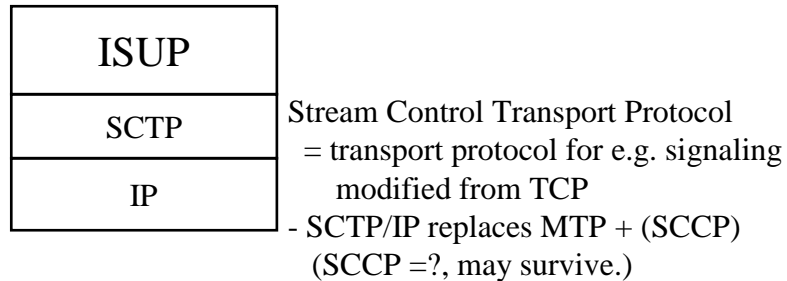 ISUP
SCTP
IP
Stream Control Transport Protocol
= transport protocol for e.g. signaling
modified from TCP
- SCTP/IP replaces MTP + (SCCP)
(SCCP =?, may survive.)